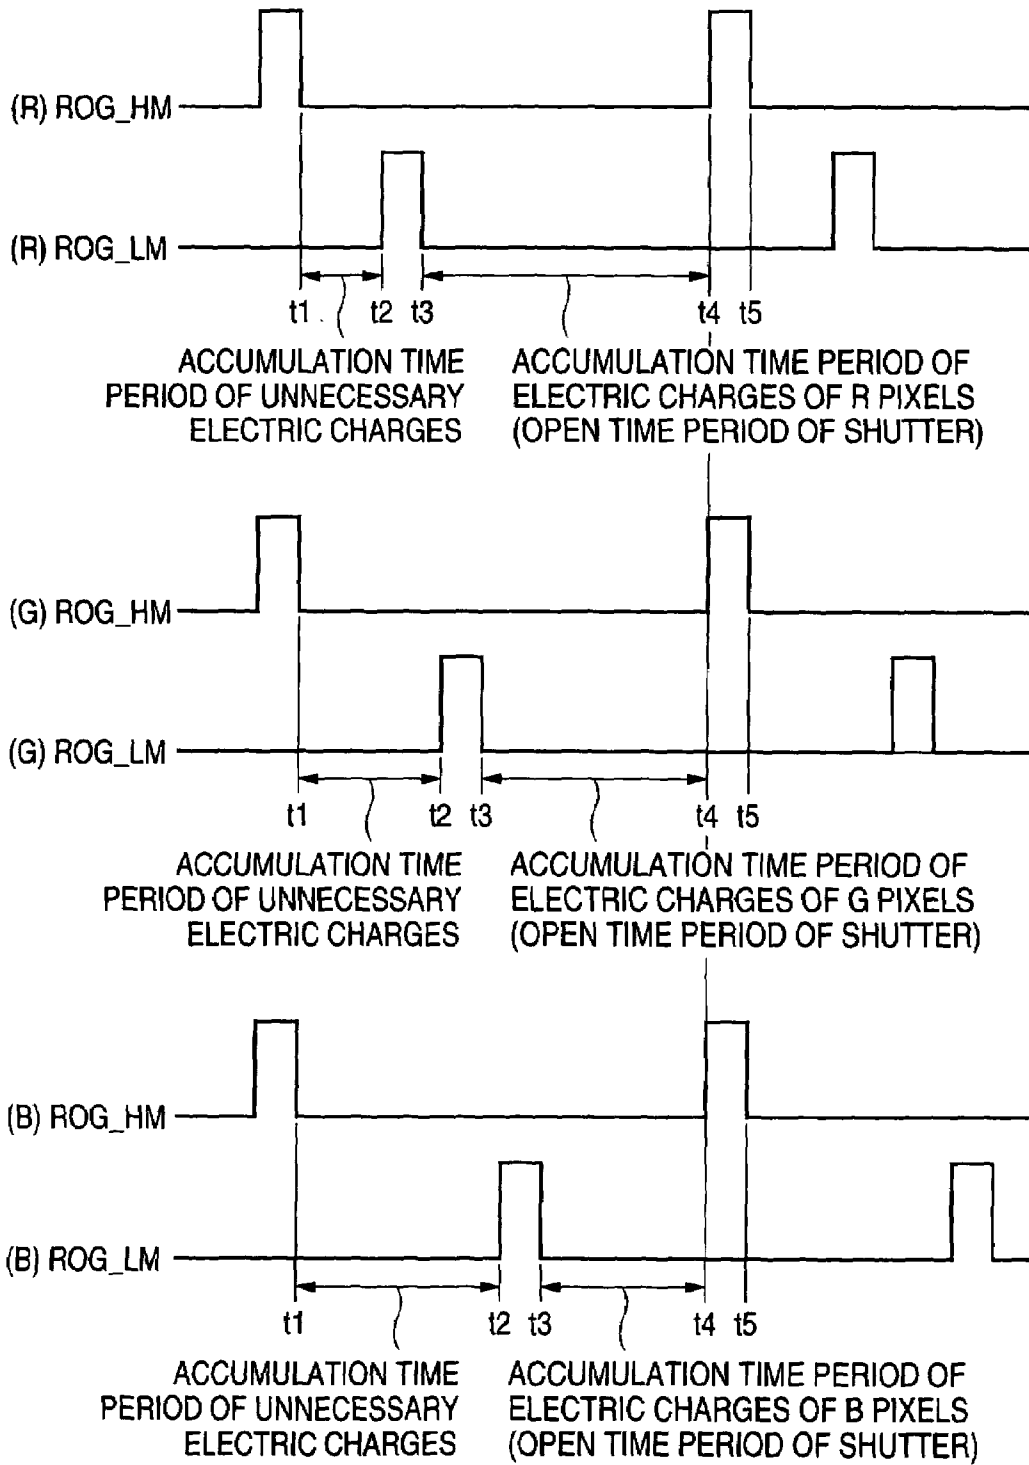 (R) ROG_HM
(R) ROG_LM
t1 t2 t3 t4 t5
ACCUMULATION TIME
PERIOD OF UNNECESSARY
ELECTRIC CHARGES
ACCUMULATION TIME PERIOD OF
ELECTRIC CHARGES OF R PIXELS
(OPEN TIME PERIOD OF SHUTTER)
(G) ROG_HM
(G) ROG_LM
t1 t2 t3 t4 t5
ACCUMULATION TIME
PERIOD OF UNNECESSARY
ELECTRIC CHARGES
ACCUMULATION TIME PERIOD OF
ELECTRIC CHARGES OF G PIXELS
(OPEN TIME PERIOD OF SHUTTER)
(B) ROG_HM
(B) ROG_LM
t1 t2 t3 t4 t5
ACCUMULATION TIME
PERIOD OF UNNECESSARY
ELECTRIC CHARGES
ACCUMULATION TIME PERIOD OF
ELECTRIC CHARGES OF B PIXELS
(OPEN TIME PERIOD OF SHUTTER)